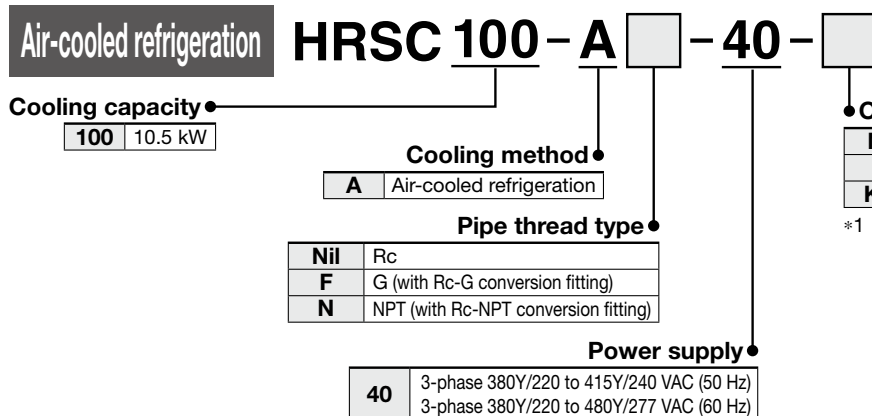 Air-cooled refrigeration HRSC 100 - A - 40 -
Cooling capacity
100 10.5 kW
Cooling method
A Air-cooled refrigeration
Pipe thread type
Nil Rc
F G (with Rc-G conversion fitting)
N NPT (with Rc-NPT conversion fitting)
Power supply
40 3-phase 380Y/220 to 415Y/240 VAC (50 Hz)
3-phase 380Y/220 to 480Y/277 VAC (60 Hz)
*1